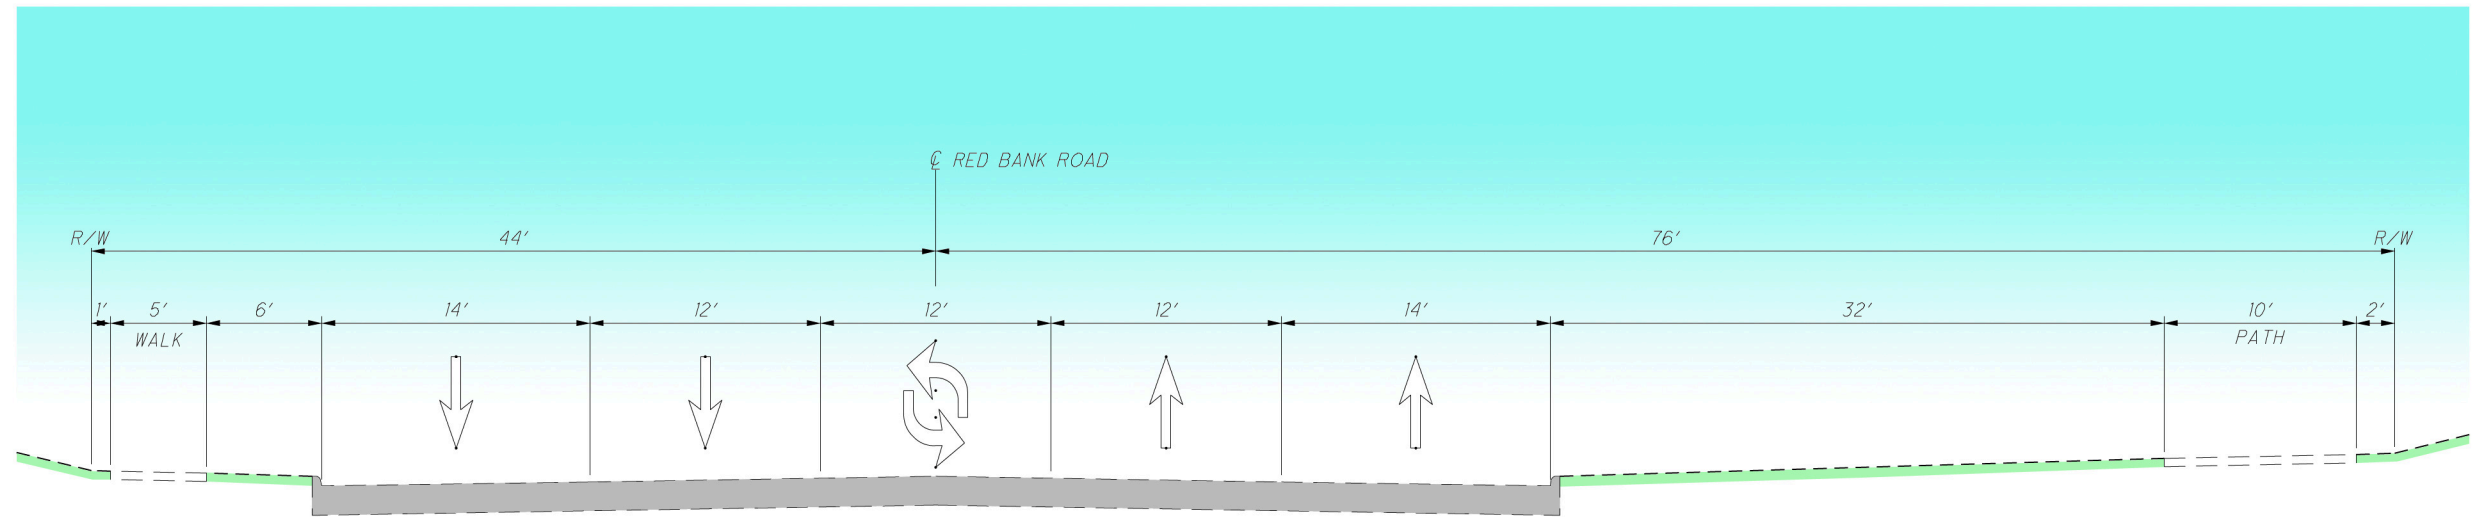 ℄ RED BANK ROAD
R/W 44′ 76′ R/W
1′ 5′ 6′ 14′ 12′ 12′ 12′ 14′ 32′ 10′ 2′
WALK PATH